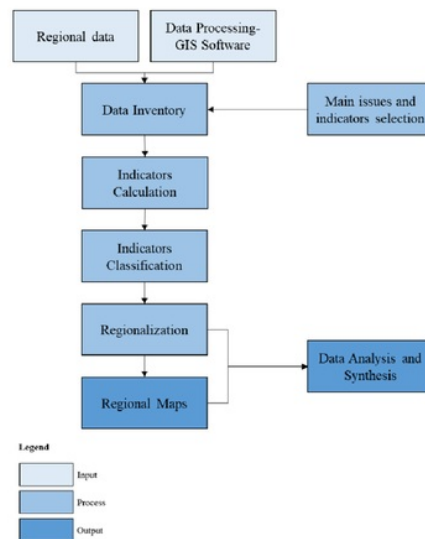 Regional data
Data Processing-
GIS Software
Data Inventory
Main issues and
indicators selection
Indicators
Calculation
Indicators
Classification
Regionalization
Data Analysis and
Synthesis
Regional Maps
Legend
Input
Process
Output